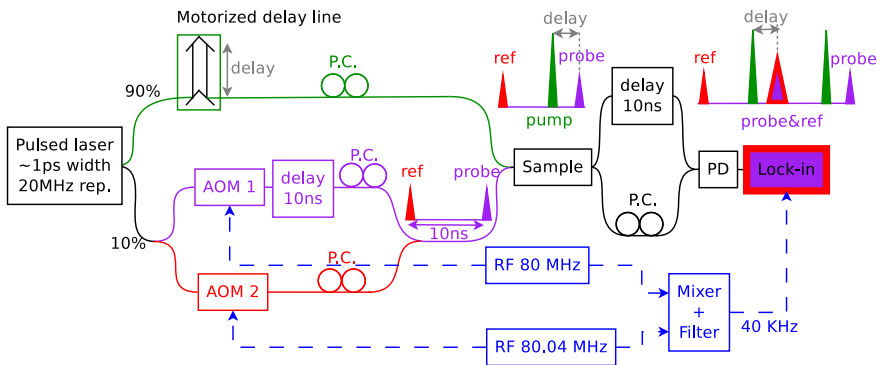 Motorized delay line
delay
90%
P.C.
ref
delay
probe
pump
delay
10ns
ref
delay
probe
probe&ref
Pulsed laser
~1ps width
20MHz rep.
AOM 1
delay
10ns
P.C.
ref
probe
10ns
Sample
P.C.
PD
Lock-in
10%
AOM 2
P.C.
RF 80 MHz
RF 80.04 MHz
Mixer
+
Filter
40 KHz